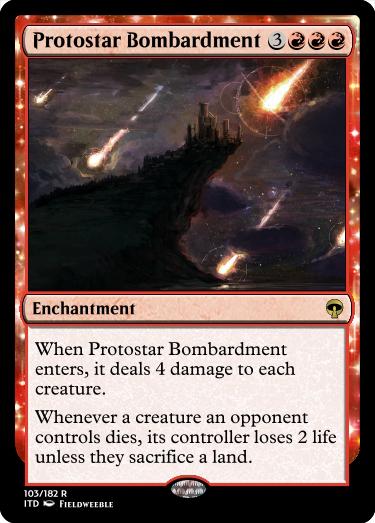 Protostar Bombardment 3
Enchantment
When Protostar Bombardment
enters, it deals 4 damage to each
creature.
Whenever a creature an opponent
controls dies, its controller loses 2 life
unless they sacrifice a land.
103/182 R
ITD Fieldweeble